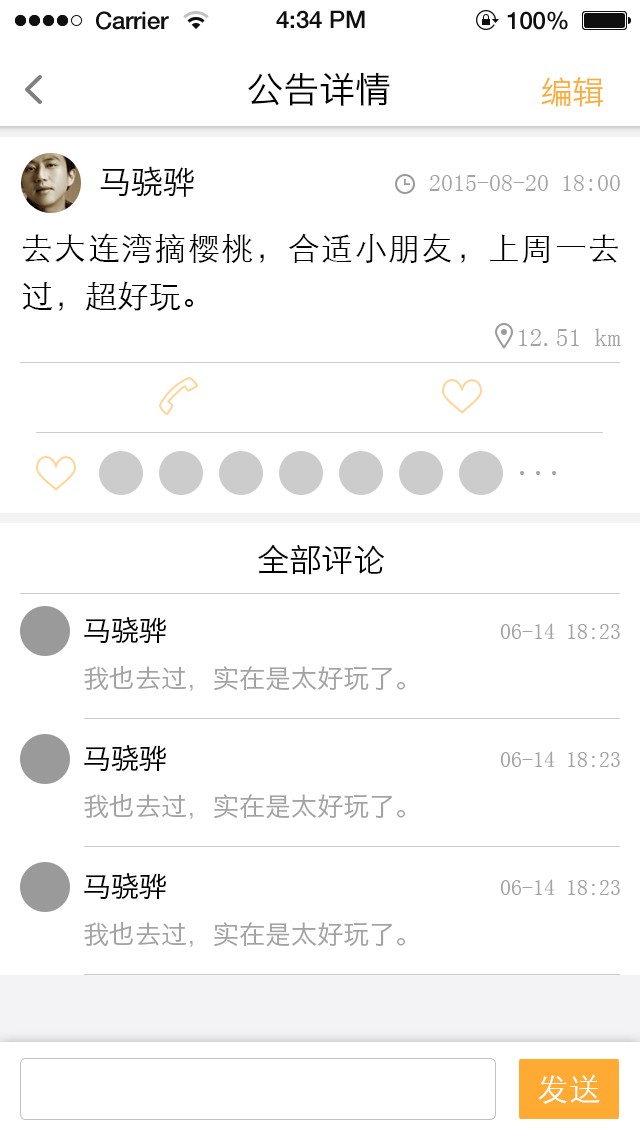 Carrier 4:34 PM 100%
公告详情 编辑
马骁骅 2015-08-20 18:00
去大连湾摘樱桃，合适小朋友，上周一去
过，超好玩。
12.51 km
全部评论
马骁骅 06-14 18:23
我也去过，实在是太好玩了。
马骁骅 06-14 18:23
我也去过，实在是太好玩了。
马骁骅 06-14 18:23
我也去过，实在是太好玩了。
发送